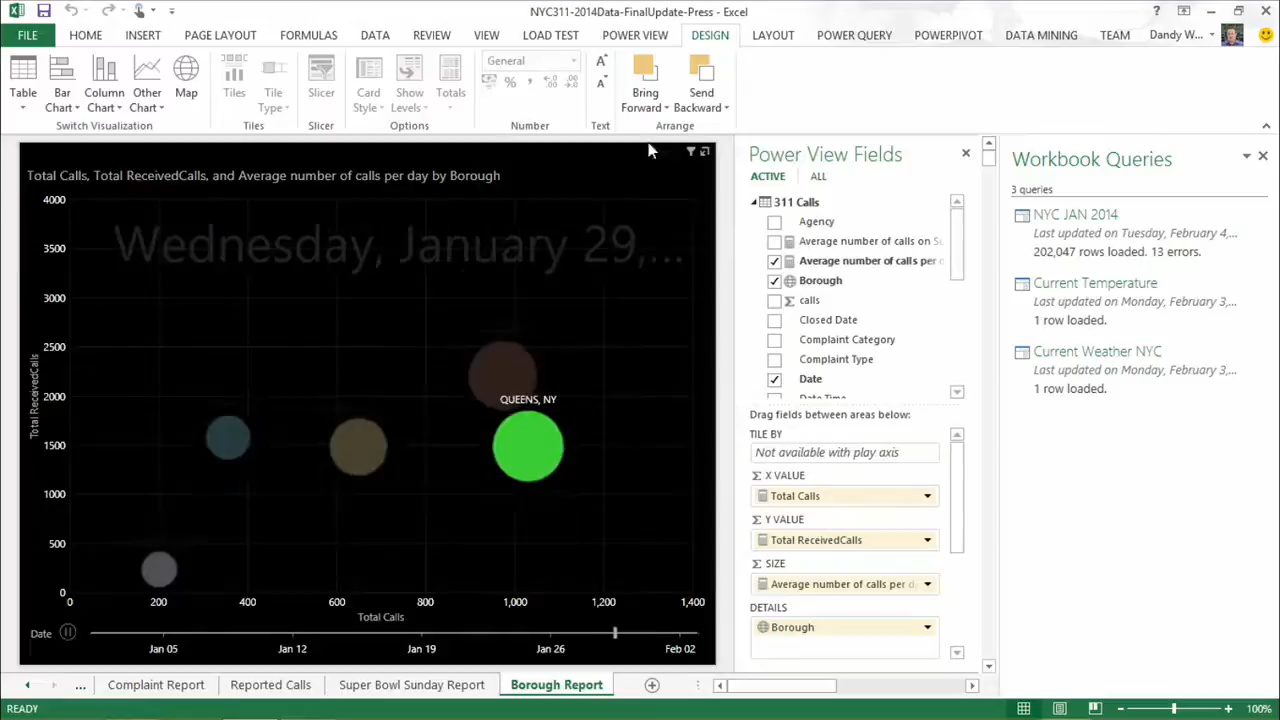 NYC311-2014Data-FinalUpdate-Press - Excel
FILE HOME INSERT PAGE LAYOUT FORMULAS DATA REVIEW VIEW LOAD TEST POWER VIEW DESIGN LAYOUT POWER QUERY POWERPIVOT DATA MINING TEAM Dandy W...
Table Bar Chart Column Chart Other Chart Map
Switch Visualization
Tiles Tile Type
Tiles
Slicer
Slicer
Card Style Show Levels Totals
Options
General
%
Number
A
A
Text
Bring Forward Send Backward
Arrange
Total Calls, Total ReceivedCalls, and Average number of calls per day by Borough
Wednesday, January 29,...
4000
3500
3000
2500
2000
1500
1000
500
0
Total ReceivedCalls
QUEENS, NY
0 200 400 600 800 1,000 1,200 1,400
Total Calls
Date
Jan 05 Jan 12 Jan 19 Jan 26 Feb 02
Power View Fields
ACTIVE ALL
311 Calls
Agency
Average number of calls on S
Average number of calls per
Borough
Σ calls
Closed Date
Complaint Category
Complaint Type
Date
Drag fields between areas below:
TILE BY
Not available with play axis
Σ X VALUE
Total Calls
Σ Y VALUE
Total ReceivedCalls
Σ SIZE
Average number of calls per d
DETAILS
Borough
Workbook Queries
3 queries
NYC JAN 2014
Last updated on Tuesday, February 4,...
202,047 rows loaded. 13 errors.
Current Temperature
Last updated on Monday, February 3,...
1 row loaded.
Current Weather NYC
Last updated on Monday, February 3,...
1 row loaded.
... Complaint Report Reported Calls Super Bowl Sunday Report Borough Report
READY 100%